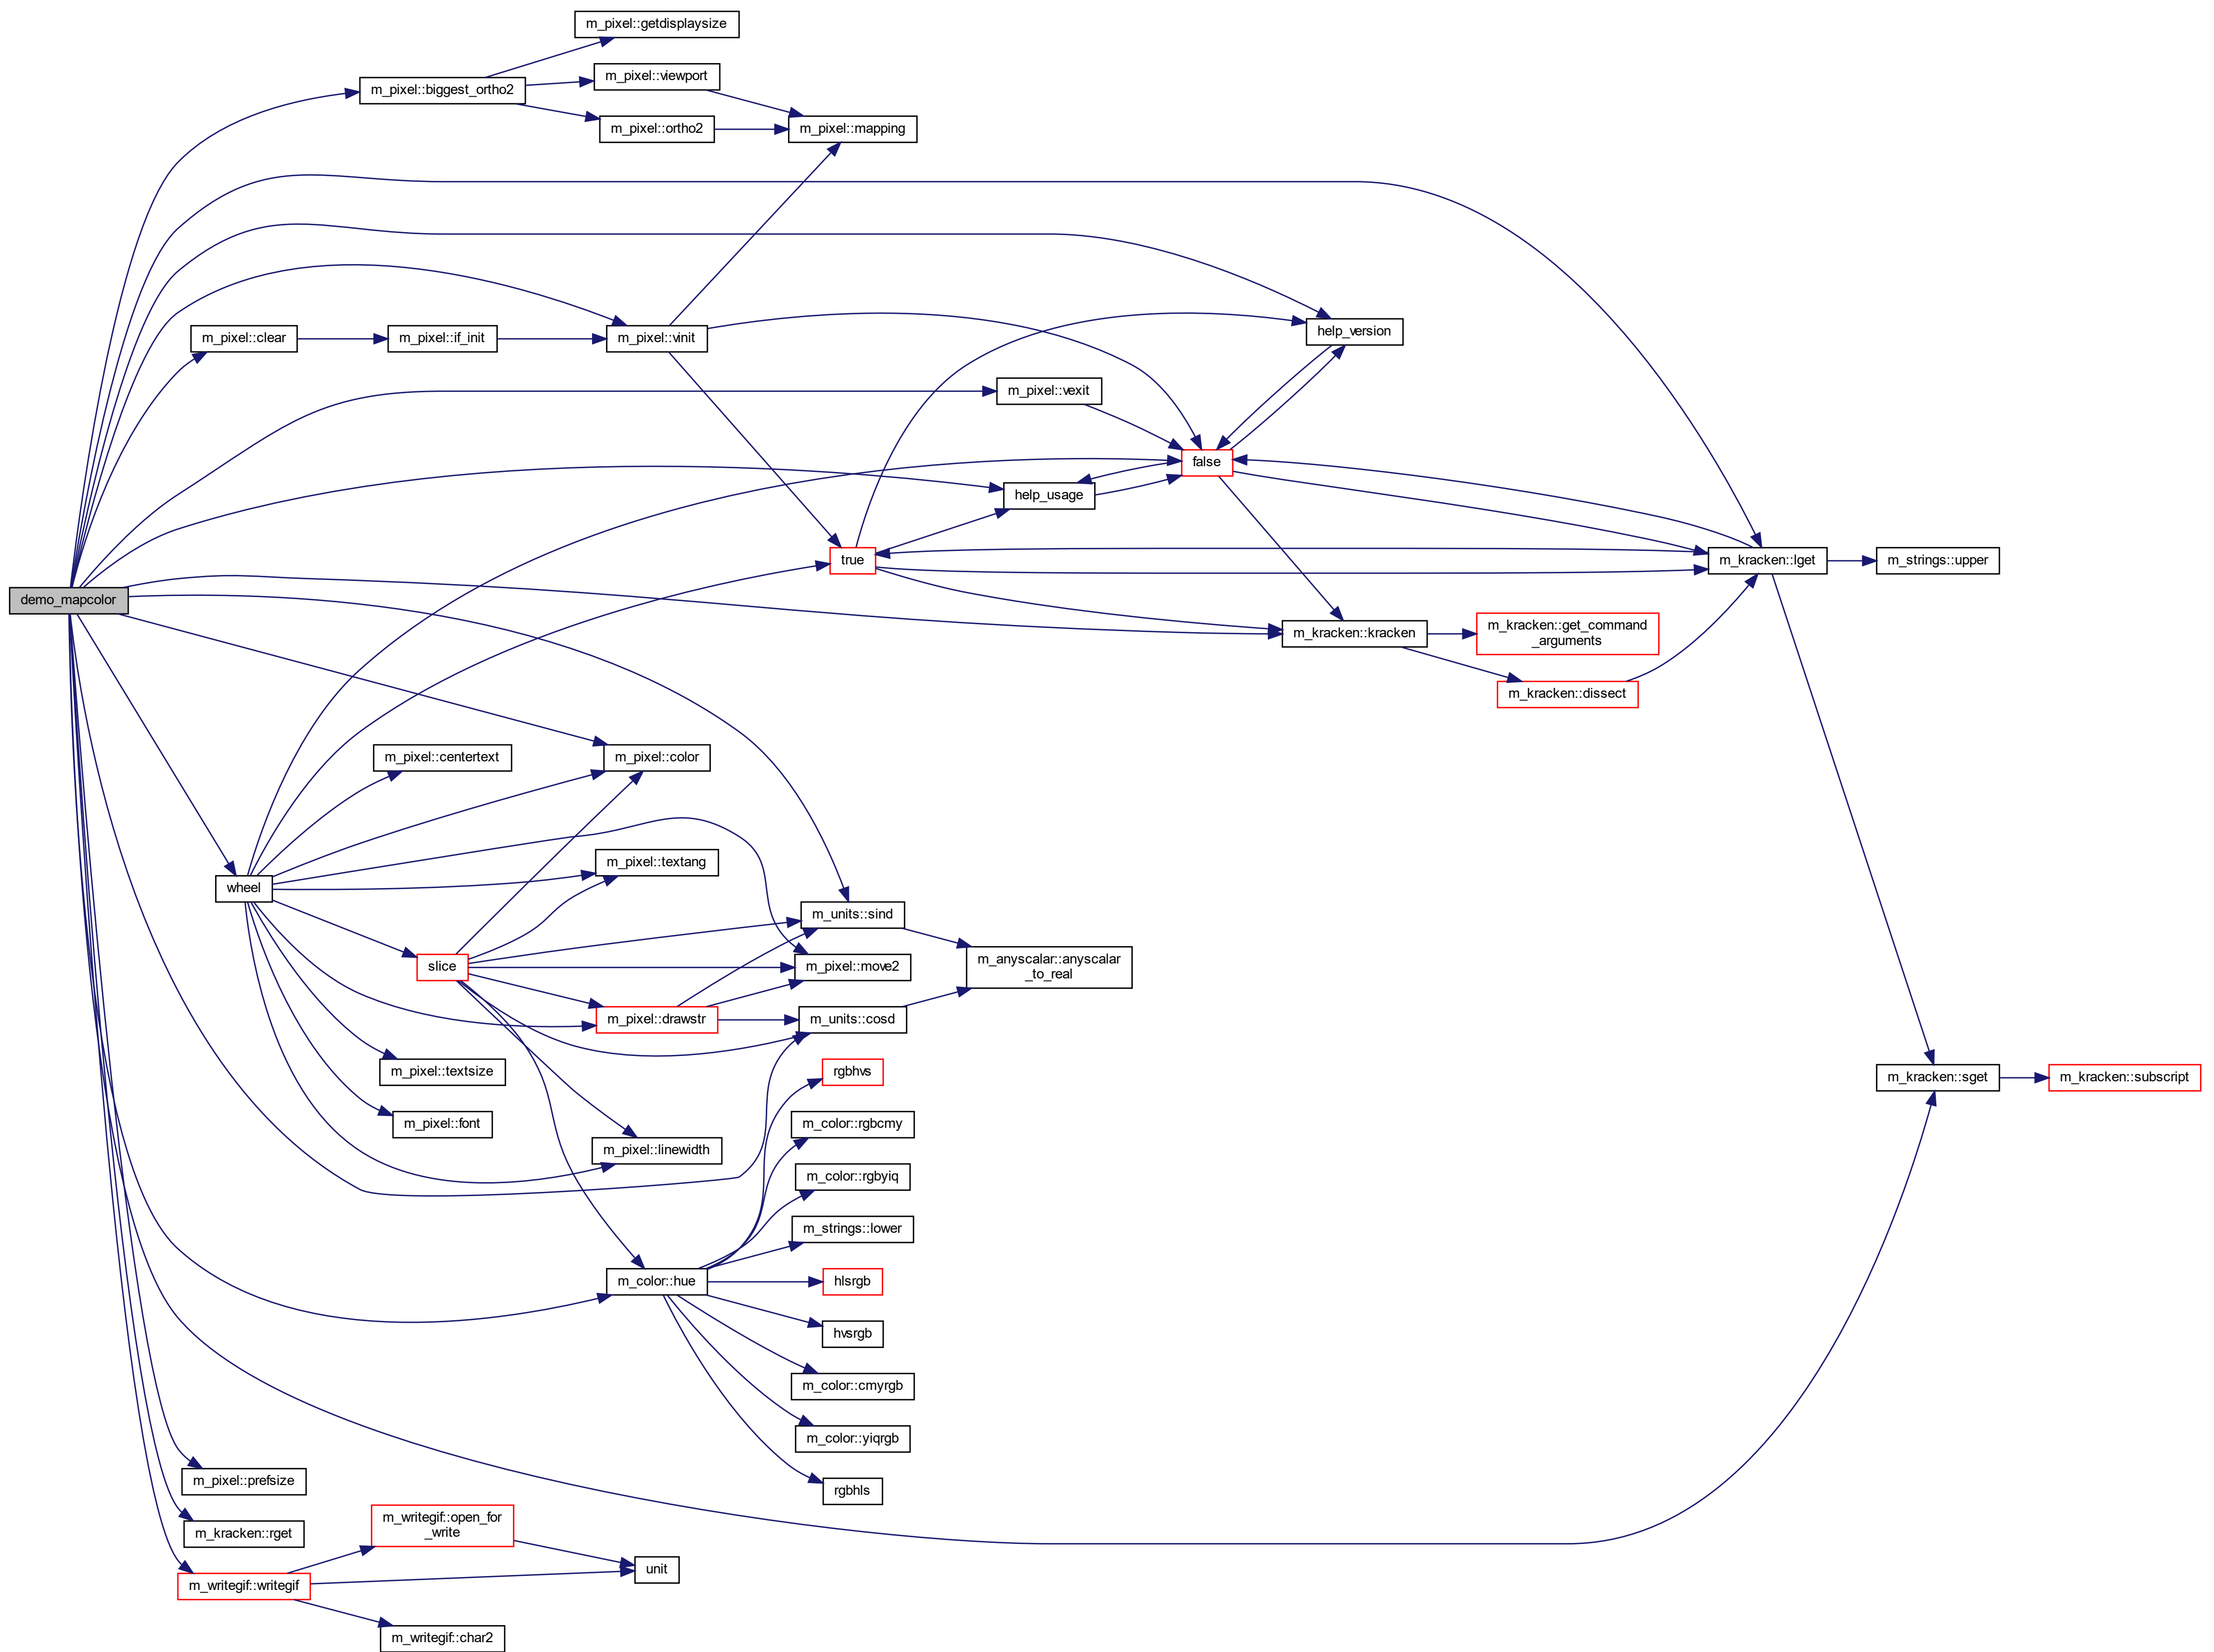 m_pixel::getdisplaysize
m_pixel::viewport
m_pixel::biggest_ortho2
m_pixel::ortho2
m_pixel::mapping
help_version
m_pixel::clear
m_pixel::if_init
m_pixel::vinit
m_pixel::vexit
false
help_usage
true
m_kracken::lget
m_strings::upper
demo_mapcolor
m_kracken::kracken
m_kracken::get_command
_arguments
m_kracken::dissect
m_pixel::centertext
m_pixel::color
m_pixel::textang
wheel
m_units::sind
slice
m_pixel::move2
m_anyscalar::anyscalar
_to_real
m_pixel::drawstr
m_units::cosd
m_pixel::textsize
rgbhvs
m_kracken::sget
m_kracken::subscript
m_pixel::font
m_color::rgbcmy
m_pixel::linewidth
m_color::rgbyiq
m_strings::lower
m_color::hue
hlsrgb
hvsrgb
m_color::cmyrgb
m_color::yiqrgb
m_pixel::prefsize
rgbhls
m_kracken::rget
m_writegif::open_for
_write
unit
m_writegif::writegif
m_writegif::char2